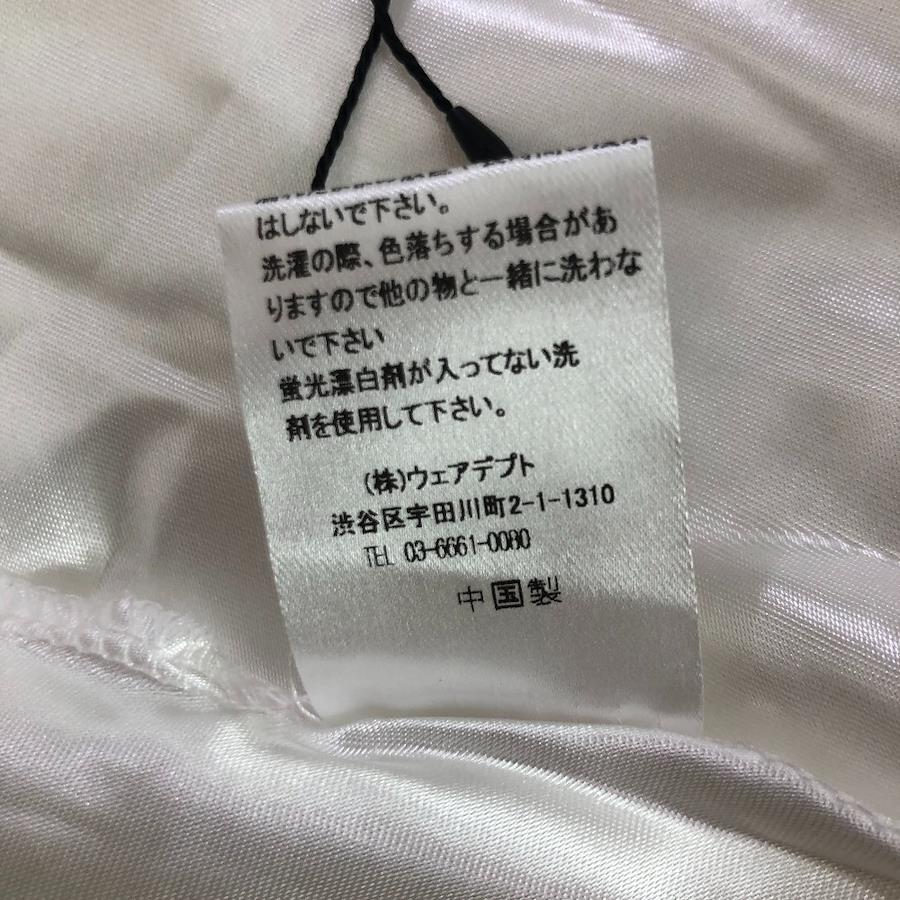 はしないで下さい。
洗濯の際、色落ちする場合があ
りますので他の物と一緒に洗わな
いで下さい
蛍光漂白剤が入ってない洗
剤を使用して下さい。
(株)ウェアデプト
渋谷区宇田川町2-1-1310
TEL 03-6661-0080
中国製